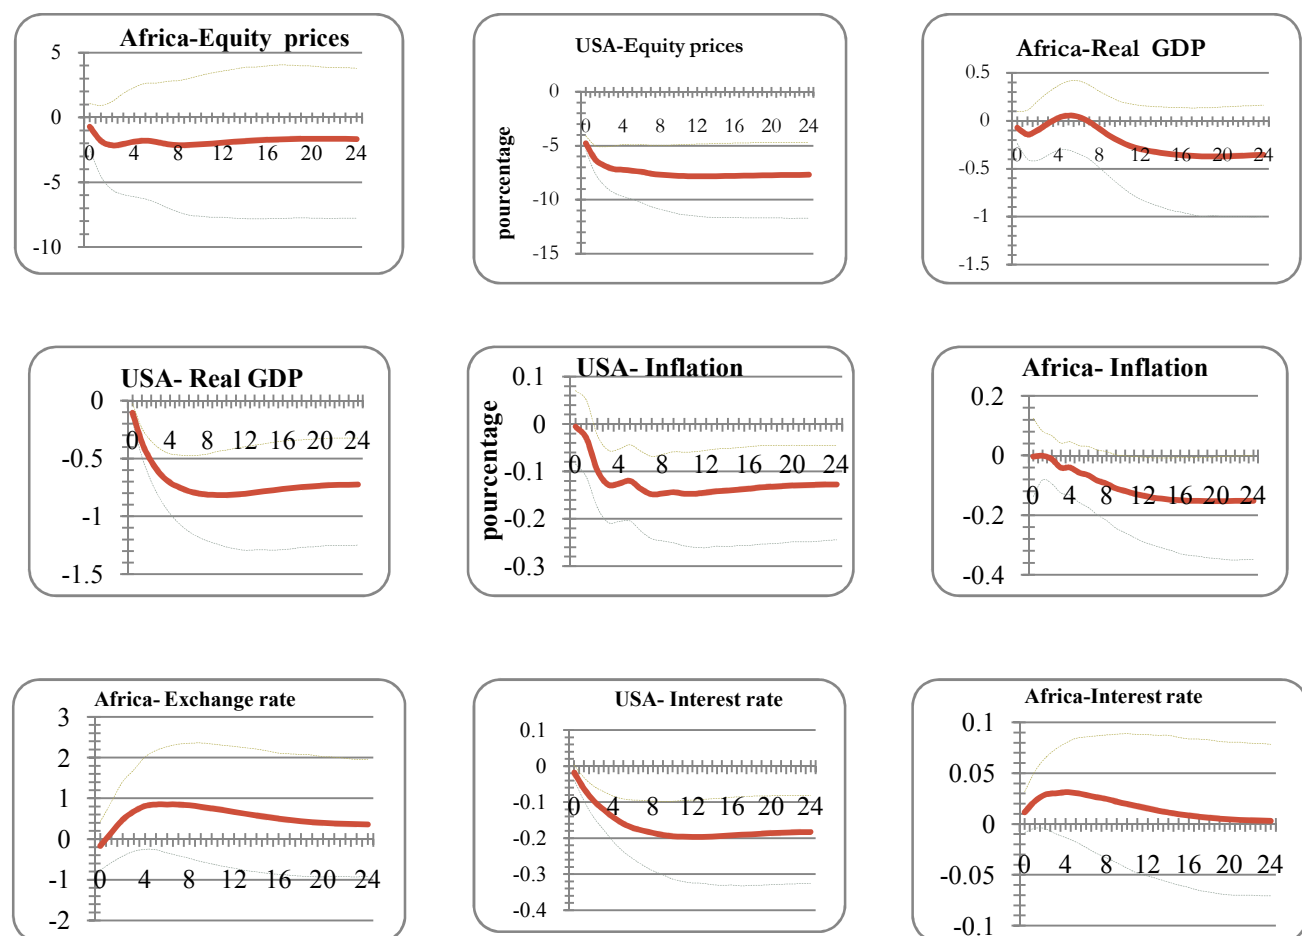 Africa-Equity prices
5
0
-5
-10
0 4 8 12 16 20 24
USA-Equity prices
pourcentage
0
-5
-10
-15
0 4 8 12 16 20 24
Africa-Real GDP
0.5
0
-0.5
-1
-1.5
0 4 8 12 16 20 24
USA- Real GDP
0
-0.5
-1
-1.5
0 4 8 12 16 20 24
USA- Inflation
pourcentage
0.1
0
-0.1
-0.2
-0.3
0 4 8 12 16 20 24
Africa- Inflation
0.2
0
-0.2
-0.4
0 4 8 12 16 20 24
Africa- Exchange rate
3
2
1
0
-1
-2
0 4 8 12 16 20 24
USA- Interest rate
0.1
0
-0.1
-0.2
-0.3
-0.4
0 4 8 12 16 20 24
Africa-Interest rate
0.1
0.05
0
-0.05
-0.1
0 4 8 12 16 20 24